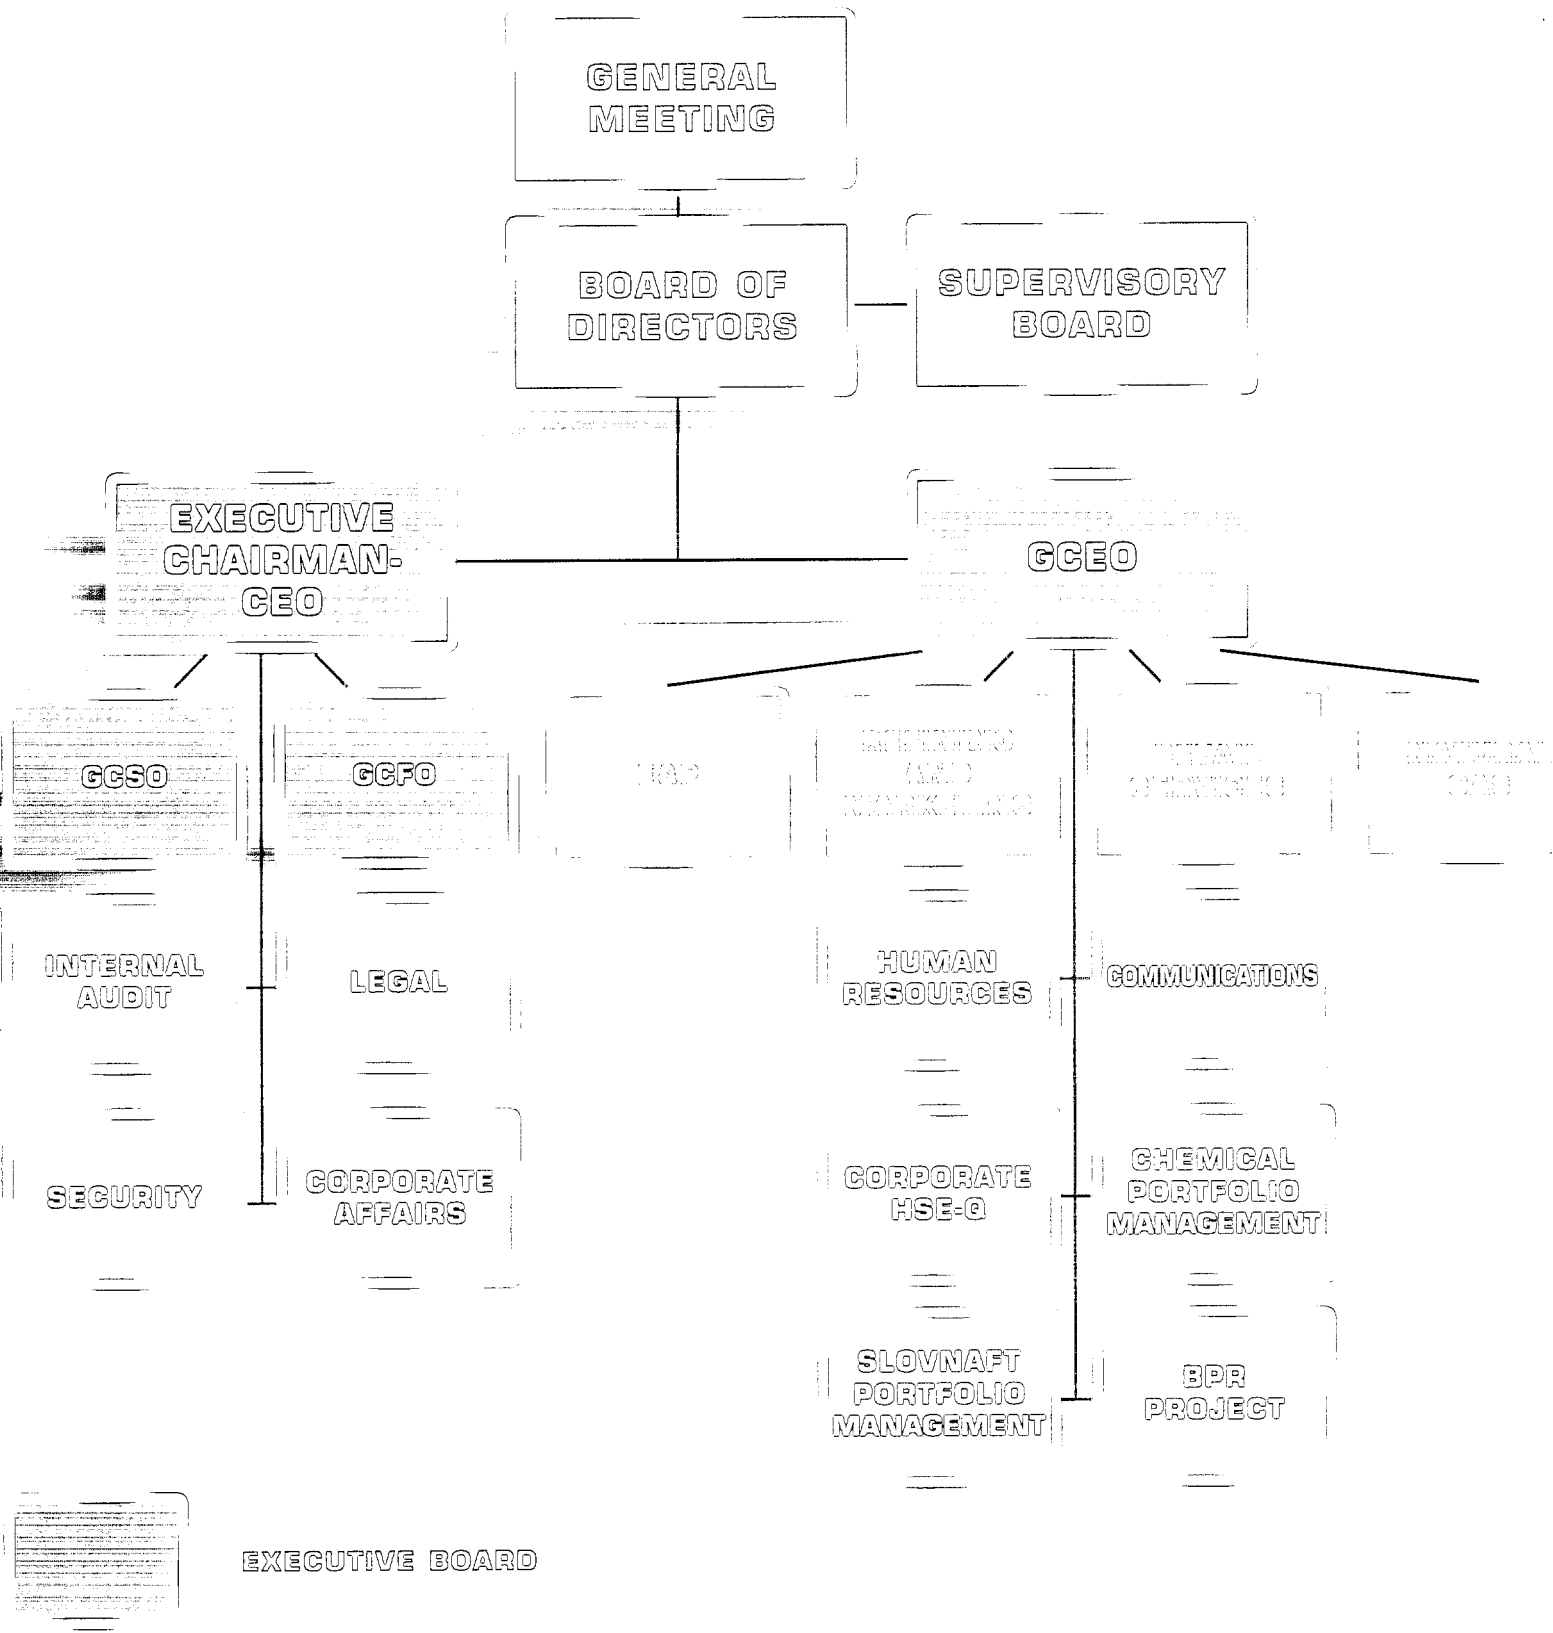 GENERAL
MEETING
BOARD OF
DIRECTORS
SUPERVISORY
BOARD
EXECUTIVE
CHAIRMAN-
CEO
GCEO
GCSO
GCFO
INTERNAL
AUDIT
LEGAL
HUMAN
RESOURCES
COMMUNICATIONS
SECURITY
CORPORATE
AFFAIRS
CORPORATE
HSE-Q
CHEMICAL
PORTFOLIO
MANAGEMENT
SLOVNAFT
PORTFOLIO
MANAGEMENT
BPR
PROJECT
EXECUTIVE BOARD